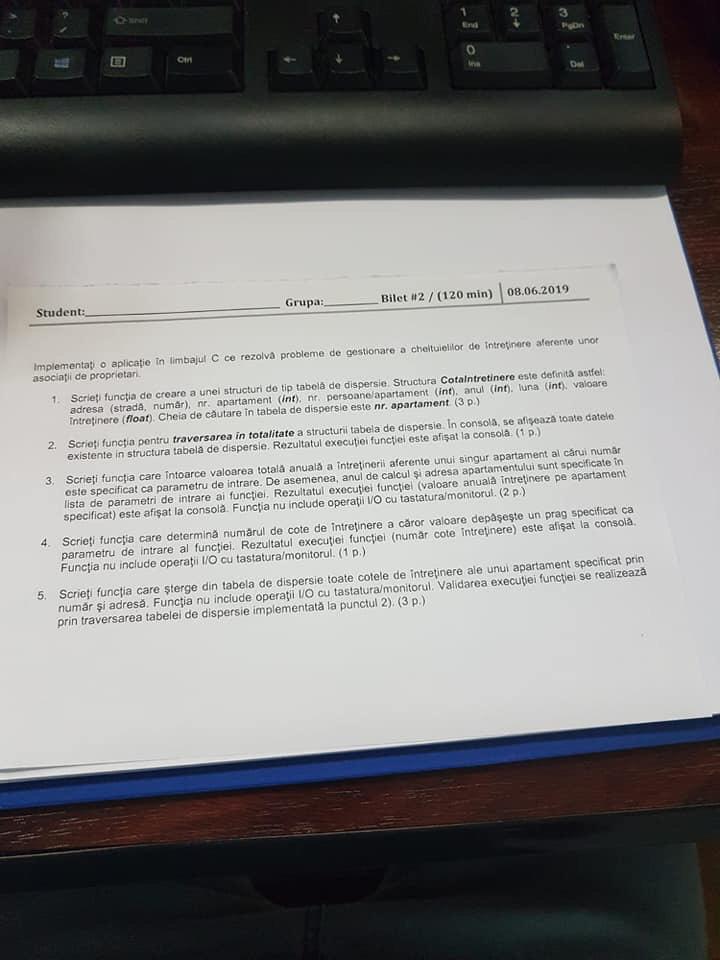 Shift
Ctrl
1
End
2
3
PgDn
0
Ins
Del
Enter
Student: Grupa: Bilet #2 / (120 min) 08.06.2019
Implementați o aplicație în limbajul C ce rezolvă probleme de gestionare a cheltuielilor de întreținere aferente unor
asociații de proprietari.
1. Scrieți funcția de creare a unei structuri de tip tabelă de dispersie. Structura CotaIntretinere este definită astfel:
adresa (stradă, număr), nr. apartament (int), nr. persoane/apartament (int), anul (int), luna (int), valoare
întreținere (float). Cheia de căutare în tabela de dispersie este nr. apartament. (3 p.)
2. Scrieți funcția pentru traversarea în totalitate a structurii tabela de dispersie. În consolă, se afișează toate datele
existente in structura tabelă de dispersie. Rezultatul execuției funcției este afișat la consolă. (1 p.)
3. Scrieți funcția care întoarce valoarea totală anuală a întreținerii aferente unui singur apartament al cărui număr
este specificat ca parametru de intrare. De asemenea, anul de calcul și adresa apartamentului sunt specificate în
lista de parametri de intrare ai funcției. Rezultatul execuției funcției (valoare anuală întreținere pe apartament
specificat) este afișat la consolă. Funcția nu include operații I/O cu tastatura/monitorul. (2 p.)
4. Scrieți funcția care determină numărul de cote de întreținere a căror valoare depășește un prag specificat ca
parametru de intrare al funcției. Rezultatul execuției funcției (număr cote întreținere) este afișat la consolă.
Funcția nu include operații I/O cu tastatura/monitorul. (1 p.)
5. Scrieți funcția care șterge din tabela de dispersie toate cotele de întreținere ale unui apartament specificat prin
număr și adresă. Funcția nu include operații I/O cu tastatura/monitorul. Validarea execuției funcției se realizează
prin traversarea tabelei de dispersie implementată la punctul 2). (3 p.)